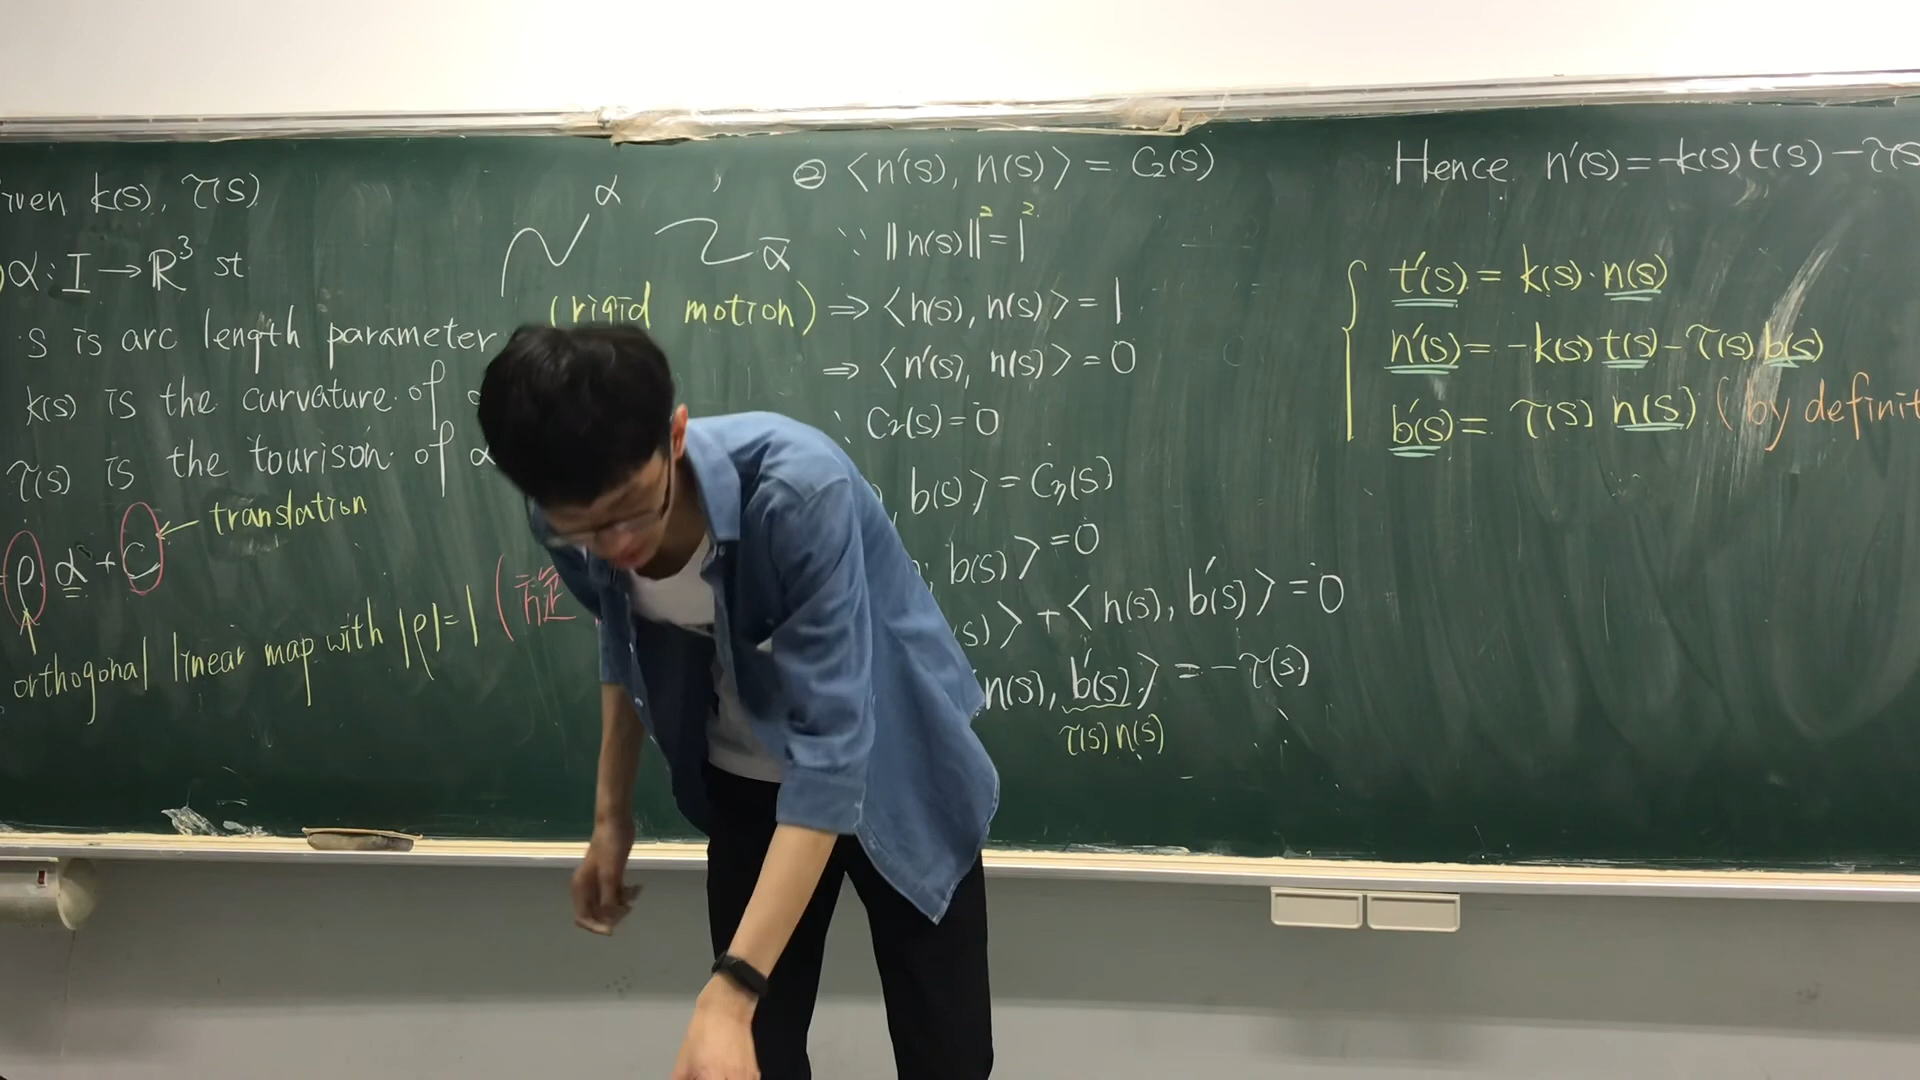 iven k(s), τ(s)
α : I → ℝ³ st
s is arc length parameter
k(s) is the curvature of
τ(s) is the tourison of α
translation
ρ α + C
orthogonal linear map with |ρ|=1 (
α
,
ᾱ
(rigid motion)
② <n'(s), n(s)> = C₂(s)
∵ ||n(s)||² = 1²
⇒ <n(s), n(s)> = 1
⇒ <n'(s), n(s)> = 0
∴ C₂(s) = 0
, b(s)> = C₃(s)
, b(s)> = 0
(s)> + <n(s), b'(s)> = 0
n(s), b'(s)> = -τ(s)
τ(s) n(s)
Hence n'(s) = -k(s)t(s) - τ(s
t'(s) = k(s)·n(s)
n'(s) = -k(s) t(s) - τ(s) b(s)
b'(s) = τ(s) n(s) (by definit